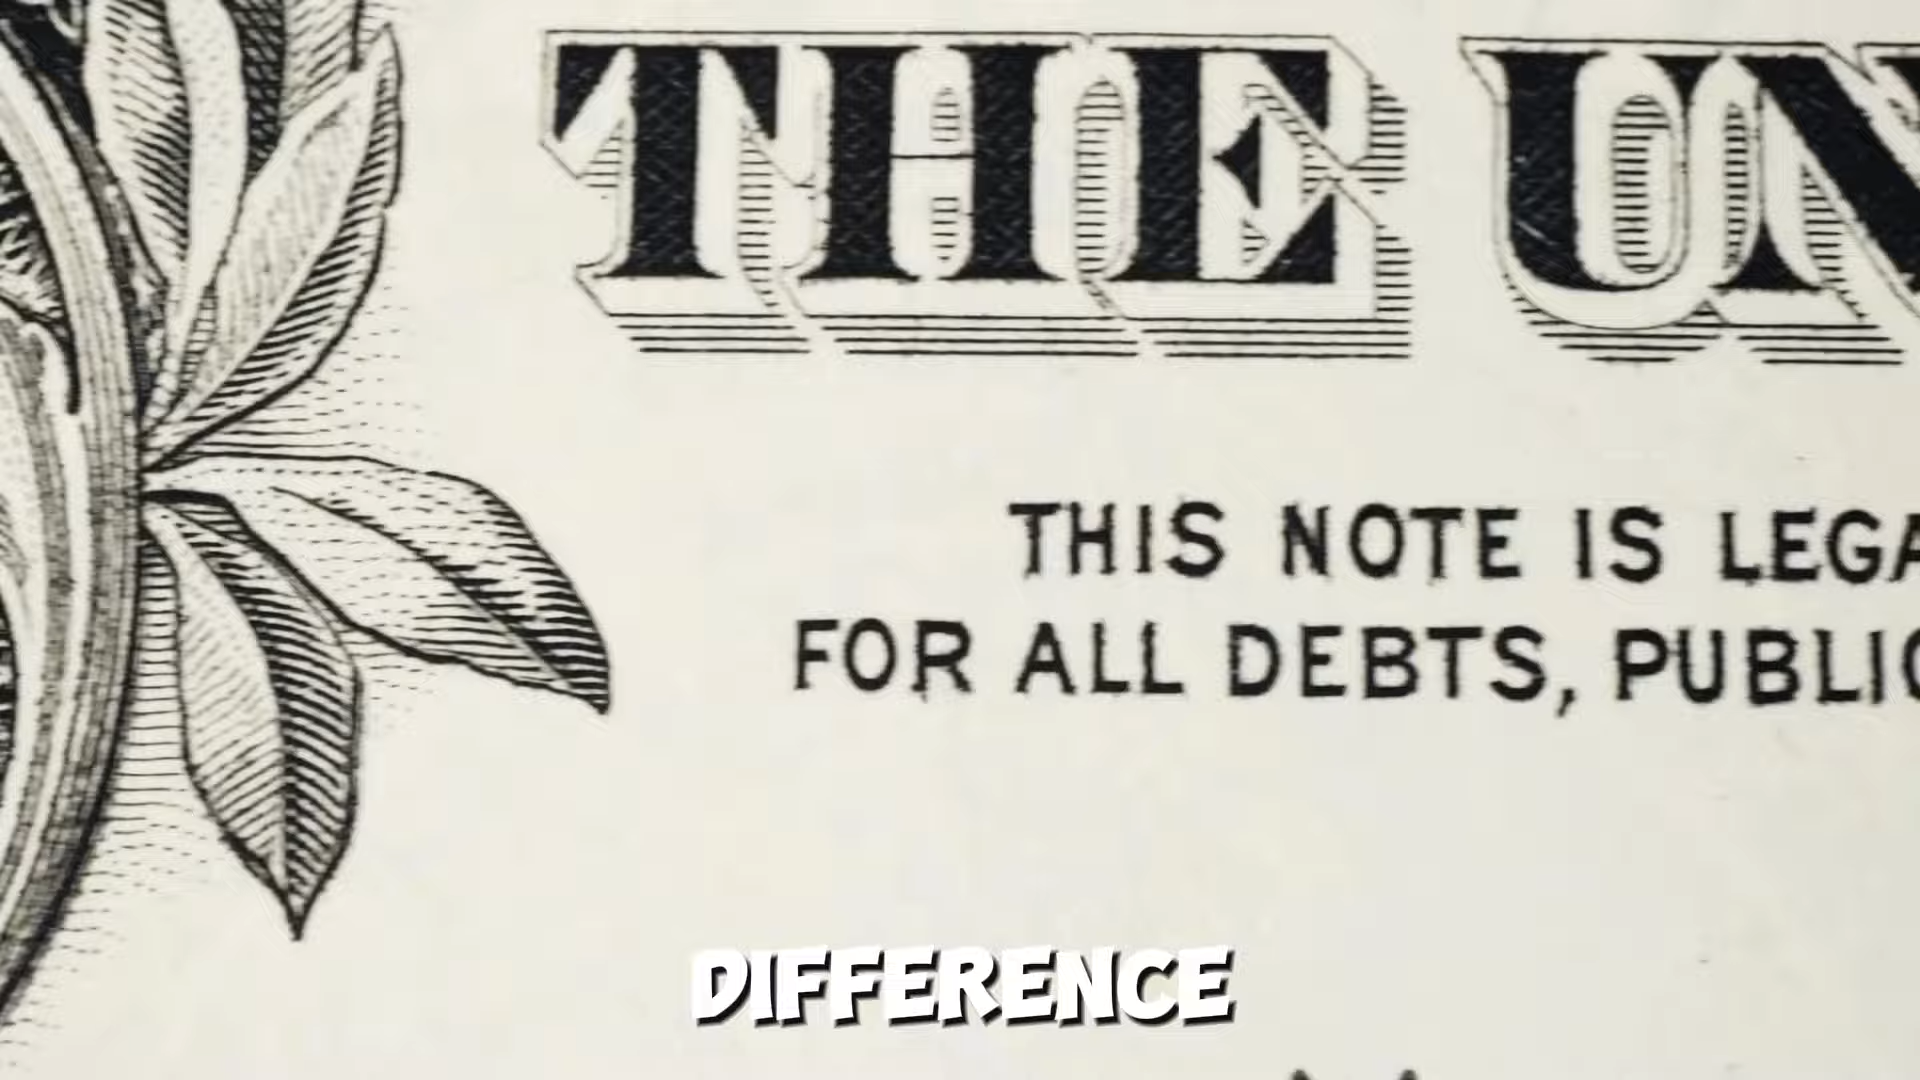 THE UN
THIS NOTE IS LEGA
FOR ALL DEBTS, PUBLIC
DIFFERENCE